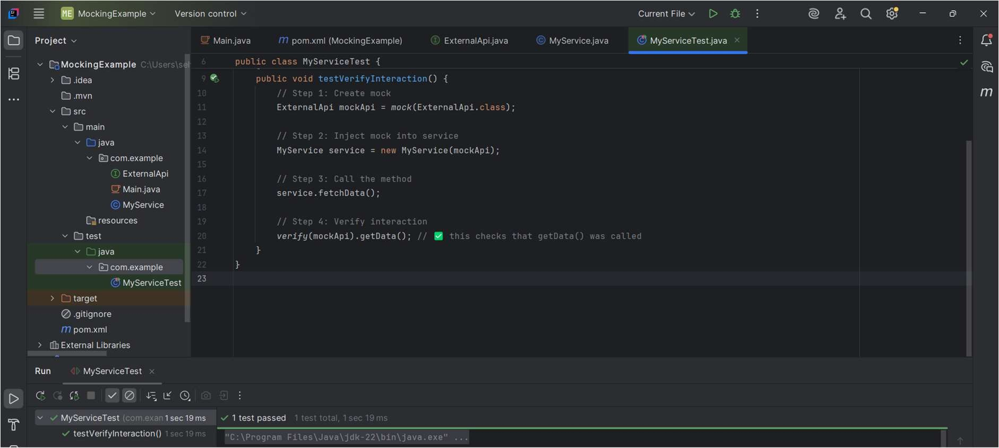 ME MockingExample Version control Current File
Project
Main.java pom.xml (MockingExample) ExternalApi.java MyService.java MyServiceTest.java
MockingExample
.idea
.mvn
src
main
java
com.example
ExternalApi
Main.java
MyService
resources
test
java
com.example
MyServiceTest
target
.gitignore
pom.xml
External Libraries
6 public class MyServiceTest {
9 public void testVerifyInteraction() {
10 // Step 1: Create mock
11 ExternalApi mockApi = mock(ExternalApi.class);
12
13 // Step 2: Inject mock into service
14 MyService service = new MyService(mockApi);
15
16 // Step 3: Call the method
17 service.fetchData();
18
19 // Step 4: Verify interaction
20 verify(mockApi).getData(); // ✅ this checks that getData() was called
21 }
22 }
23
Run MyServiceTest
MyServiceTest (com.exan 1 sec 19 ms
testVerifyInteraction() 1 sec 19 ms
1 test passed 1 test total, 1 sec 19 ms
"C:\Program Files\Java\jdk-22\bin\java.exe" ...